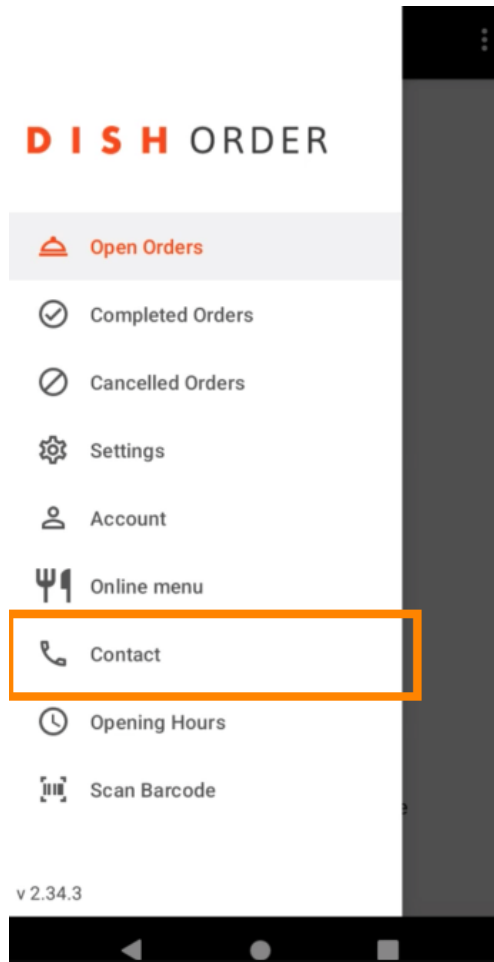 DISH ORDER
Open Orders
Completed Orders
Cancelled Orders
Settings
Account
Online menu
Contact
Opening Hours
Scan Barcode
v 2.34.3